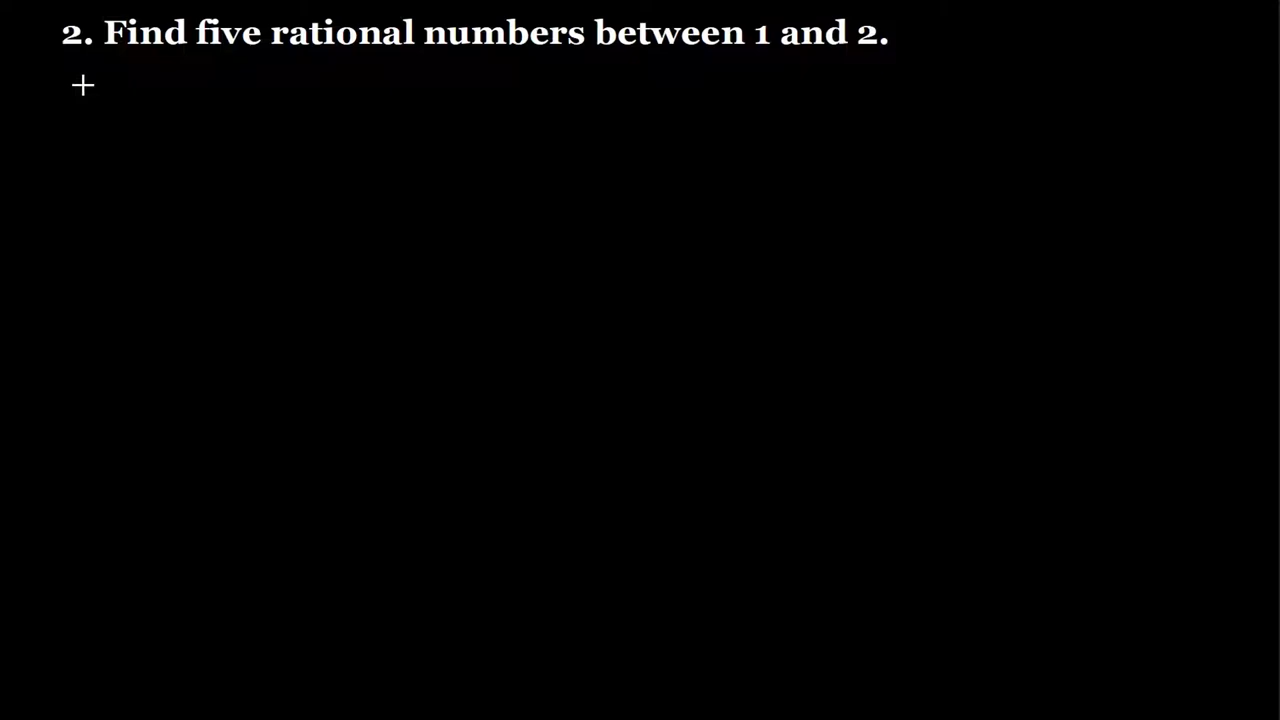 2. Find five rational numbers between 1 and 2.